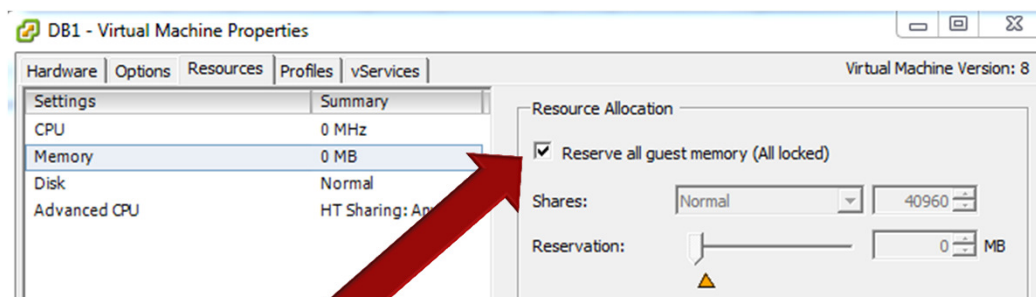 DB1 - Virtual Machine Properties
Hardware Options Resources Profiles vServices Virtual Machine Version: 8
Settings Summary
CPU 0 MHz
Memory 0 MB
Disk Normal
Advanced CPU HT Sharing:
Resource Allocation
Reserve all guest memory (All locked)
Shares: Normal 40960
Reservation: 0 MB